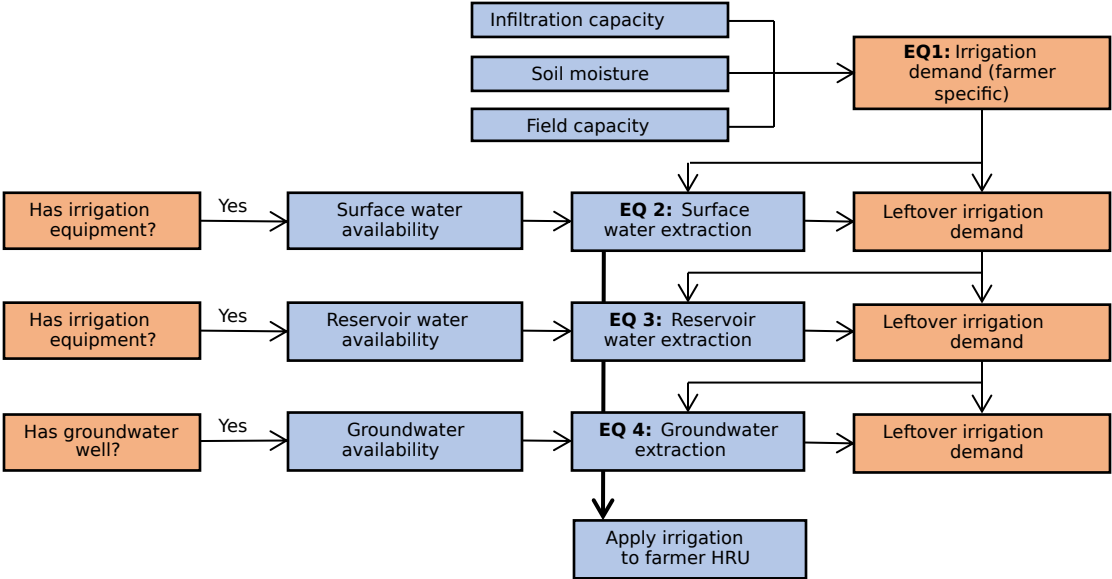 Infiltration capacity
Soil moisture
Field capacity
EQ1: Irrigation
demand (farmer
specific)
Has irrigation
equipment?
Yes
Surface water
availability
EQ 2: Surface
water extraction
Leftover irrigation
demand
Has irrigation
equipment?
Yes
Reservoir water
availability
EQ 3: Reservoir
water extraction
Leftover irrigation
demand
Has groundwater
well?
Yes
Groundwater
availability
EQ 4: Groundwater
extraction
Leftover irrigation
demand
Apply irrigation
to farmer HRU